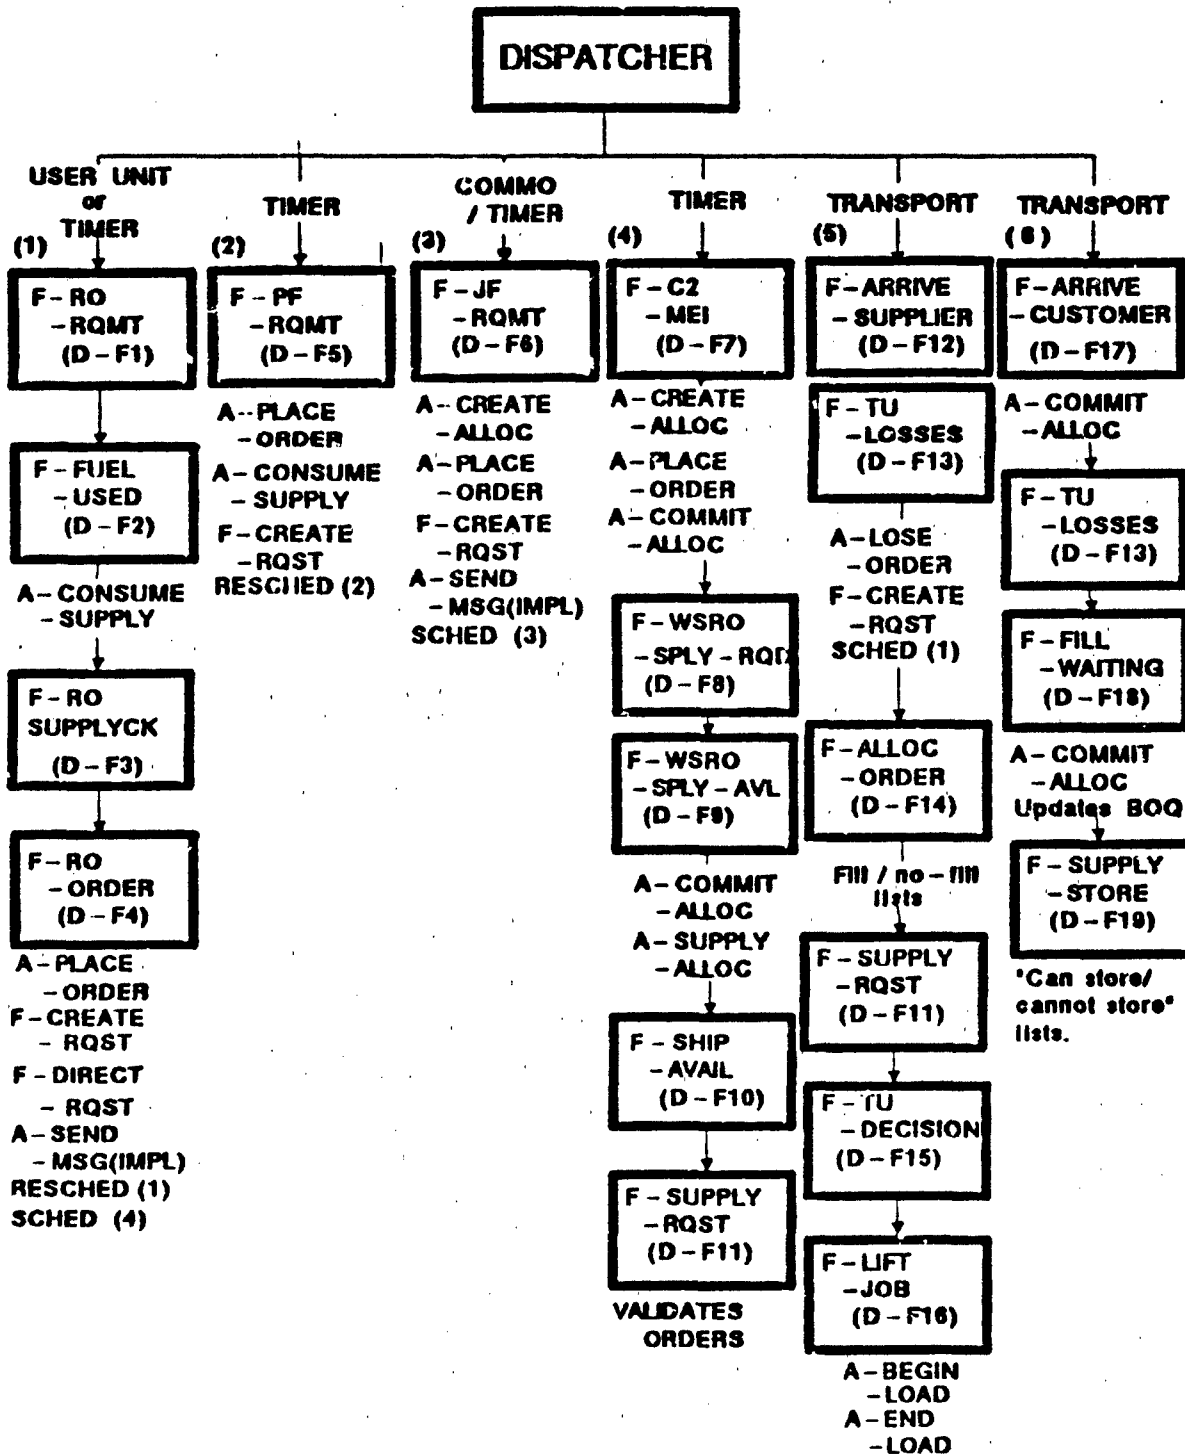 DISPATCHER
USER UNIT
or
TIMER
(1)
F-RO
-RQMT
(D-F1)
F-FUEL
-USED
(D-F2)
A-CONSUME
-SUPPLY
F-RO
SUPPLYCK
(D-F3)
F-RO
-ORDER
(D-F4)
A-PLACE
-ORDER
F-CREATE
-RQST
F-DIRECT
-RQST
A-SEND
-MSG(IMPL)
RESCHED (1)
SCHED (4)
TIMER
(2)
F-PF
-RQMT
(D-F5)
A-PLACE
-ORDER
A-CONSUME
-SUPPLY
F-CREATE
-RQST
RESCHED (2)
COMMO
/ TIMER
(3)
F-JF
-RQMT
(D-F6)
A-CREATE
-ALLOC
A-PLACE
-ORDER
F-CREATE
-RQST
A-SEND
-MSG(IMPL)
SCHED (3)
TIMER
(4)
F-C2
-MEI
(D-F7)
A-CREATE
-ALLOC
A-PLACE
-ORDER
A-COMMIT
-ALLOC
F-WSRO
-SPLY-RQD
(D-F8)
F-WSRO
-SPLY-AVL
(D-F9)
A-COMMIT
-ALLOC
A-SUPPLY
-ALLOC
F-SHIP
-AVAIL
(D-F10)
F-SUPPLY
-RQST
(D-F11)
VALIDATES
ORDERS
TRANSPORT
(5)
F-ARRIVE
-SUPPLIER
(D-F12)
F-TU
-LOSSES
(D-F13)
A-LOSE
-ORDER
F-CREATE
-RQST
SCHED (1)
F-ALLOC
-ORDER
(D-F14)
Fill / no-fill
lists
F-SUPPLY
-RQST
(D-F11)
F-TU
-DECISION
(D-F15)
F-LIFT
-JOB
(D-F16)
A-BEGIN
-LOAD
A-END
-LOAD
TRANSPORT
(6)
F-ARRIVE
-CUSTOMER
(D-F17)
A-COMMIT
-ALLOC
F-TU
-LOSSES
(D-F13)
F-FILL
-WAITING
(D-F18)
A-COMMIT
-ALLOC
Updates BOQ
F-SUPPLY
-STORE
(D-F19)
"Can store/
cannot store"
lists.